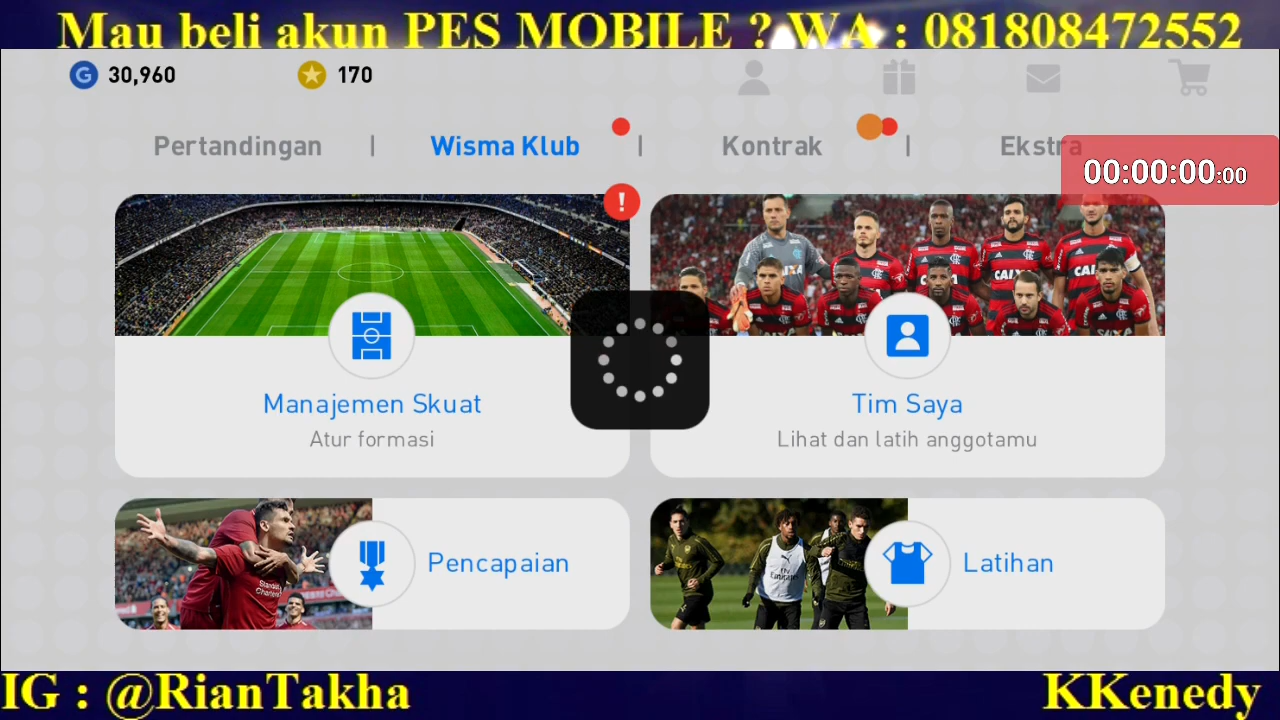 Mau beli akun PES MOBILE ? WA : 081808472552
G 30,960 170
Pertandingan | Wisma Klub | Kontrak | Ekstra
00:00:00:00
!
Manajemen Skuat
Atur formasi
Tim Saya
Lihat dan latih anggotamu
Pencapaian
Latihan
IG : @RianTakha
KKenedy